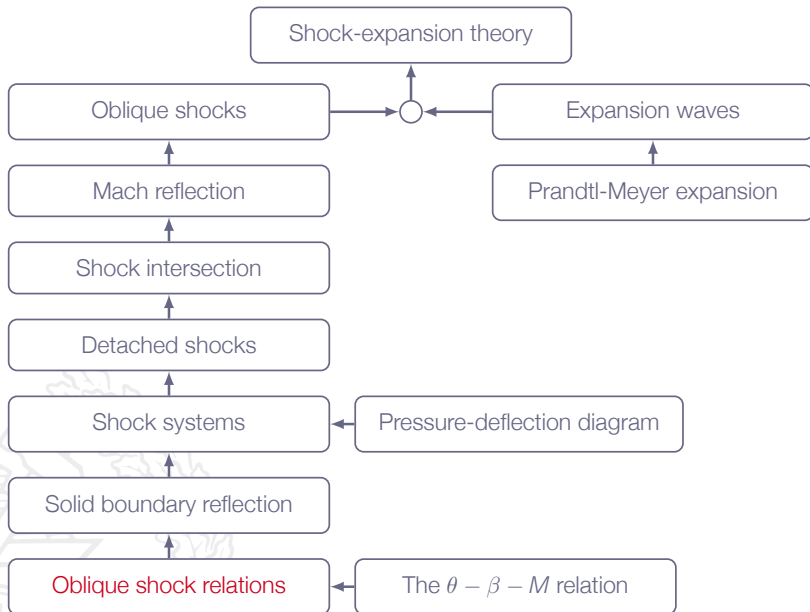 Shock-expansion theory
Oblique shocks
Expansion waves
Mach reflection
Prandtl-Meyer expansion
Shock intersection
Detached shocks
Shock systems
Pressure-deflection diagram
Solid boundary reflection
Oblique shock relations
The θ − β − M relation